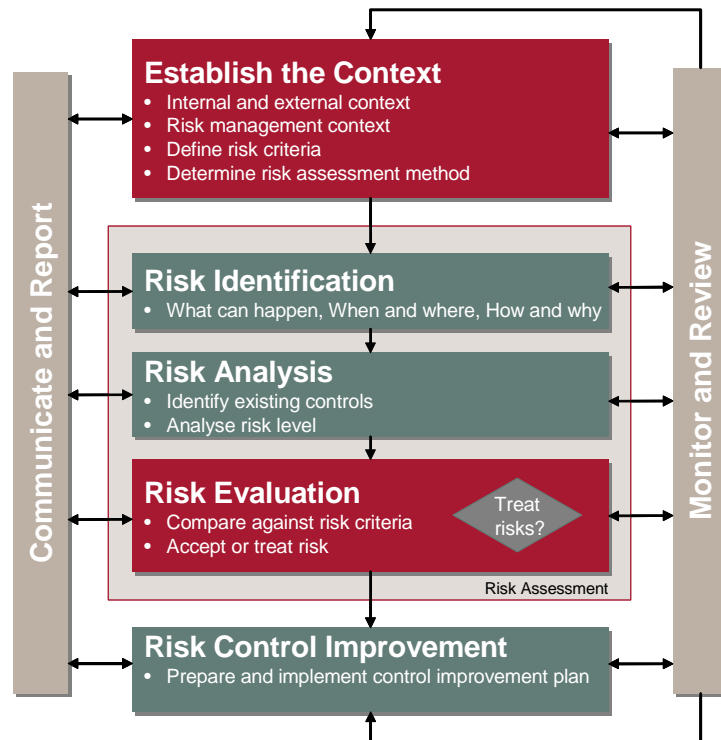 Establish the Context
• Internal and external context
• Risk management context
• Define risk criteria
• Determine risk assessment method
Communicate and Report
Monitor and Review
Risk Identification
• What can happen, When and where, How and why
Risk Analysis
• Identify existing controls
• Analyse risk level
Risk Evaluation
• Compare against risk criteria
• Accept or treat risk
Treat
risks?
Risk Assessment
Risk Control Improvement
• Prepare and implement control improvement plan